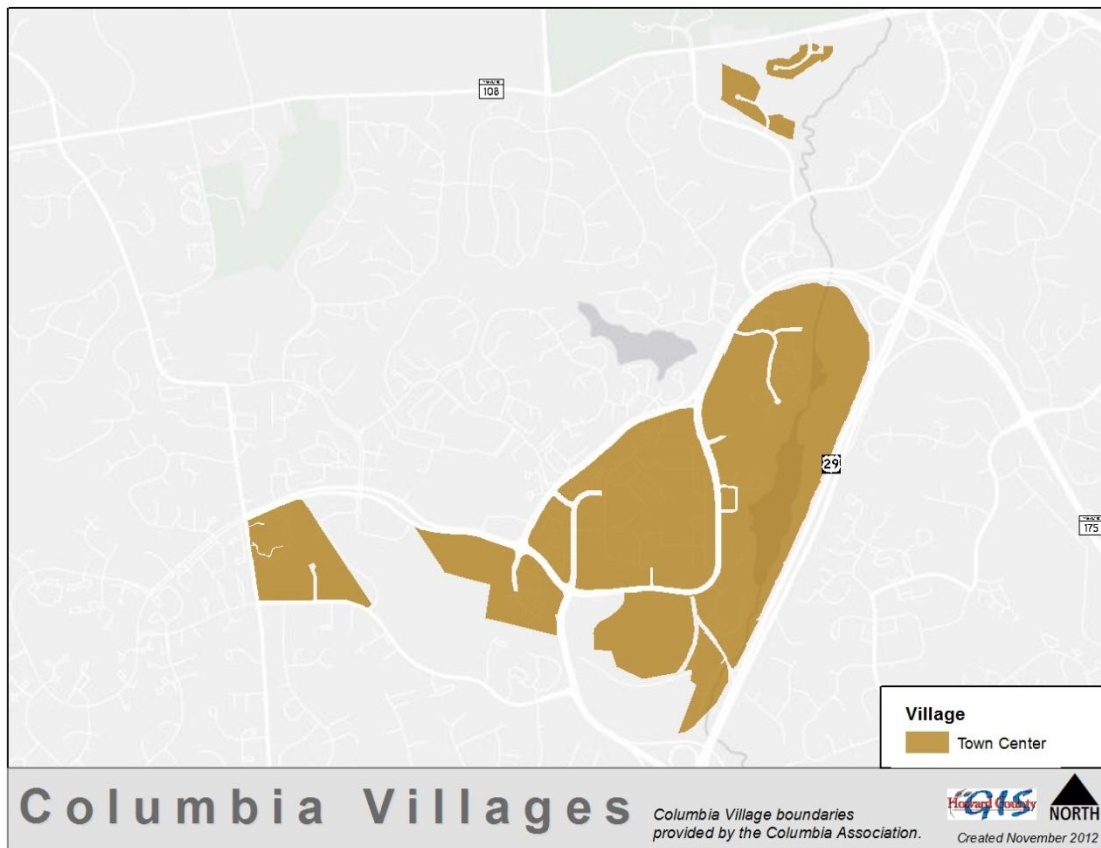 108
29
175
Village
Town Center
Columbia Villages
Columbia Village boundaries
provided by the Columbia Association.
Howard County
GIS
NORTH
Created November 2012